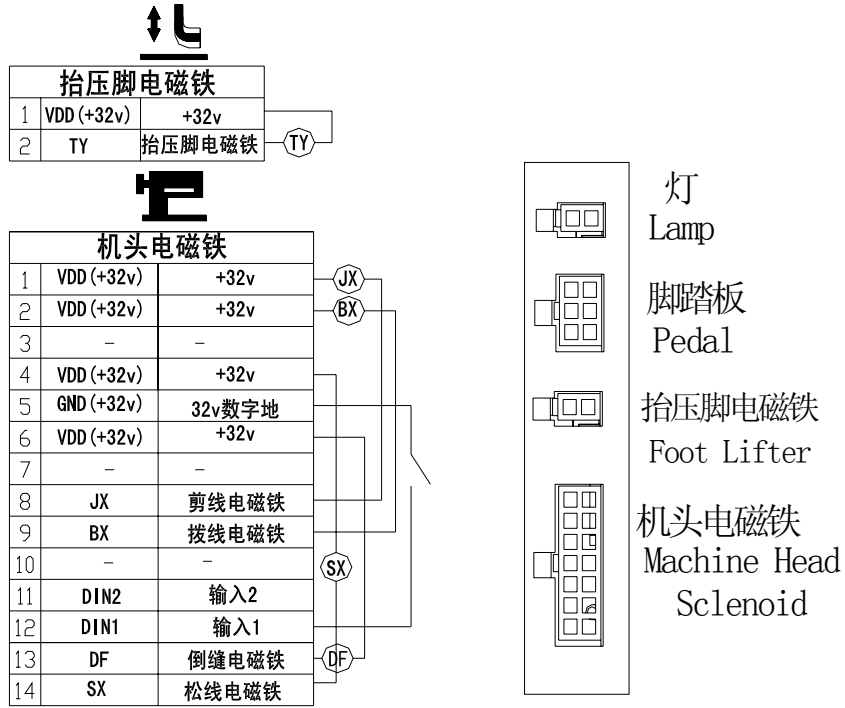 抬压脚电磁铁
1 VDD(+32v) +32v
2 TY 抬压脚电磁铁 TY
机头电磁铁
1 VDD(+32v) +32v JX
2 VDD(+32v) +32v BX
3 - -
4 VDD(+32v) +32v
5 GND(+32v) 32v数字地
6 VDD(+32v) +32v
7 - -
8 JX 剪线电磁铁
9 BX 拨线电磁铁
10 - - SX
11 DIN2 输入2
12 DIN1 输入1
13 DF 倒缝电磁铁 DF
14 SX 松线电磁铁
灯
Lamp
脚踏板
Pedal
抬压脚电磁铁
Foot Lifter
机头电磁铁
Machine Head
Sclenoid